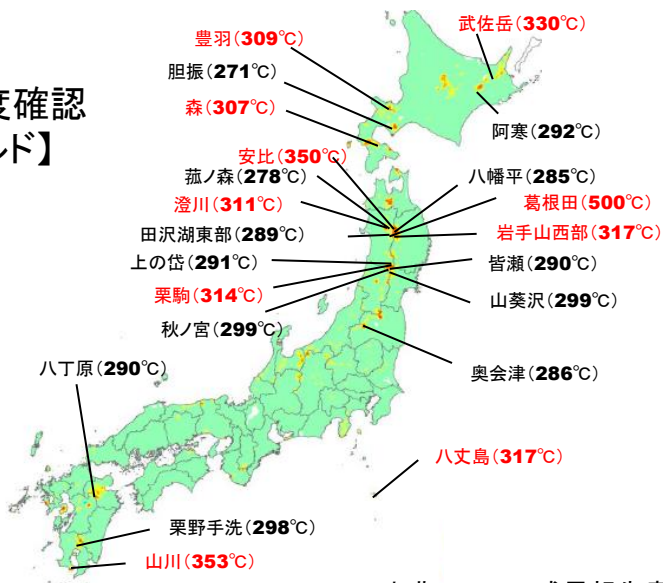 豊羽(309℃)
武佐岳(330℃)
胆振(271℃)
度確認
森(307℃)
ルド】
阿寒(292℃)
安比(350℃)
菰ノ森(278℃)
八幡平(285℃)
澄川(311℃)
葛根田(500℃)
田沢湖東部(289℃)
岩手山西部(317℃)
上の岱(291℃)
皆瀬(290℃)
栗駒(314℃)
山葵沢(299℃)
秋ノ宮(299℃)
八丁原(290℃)
奥会津(286℃)
八丈島(317℃)
栗野手洗(298℃)
山川(353℃)